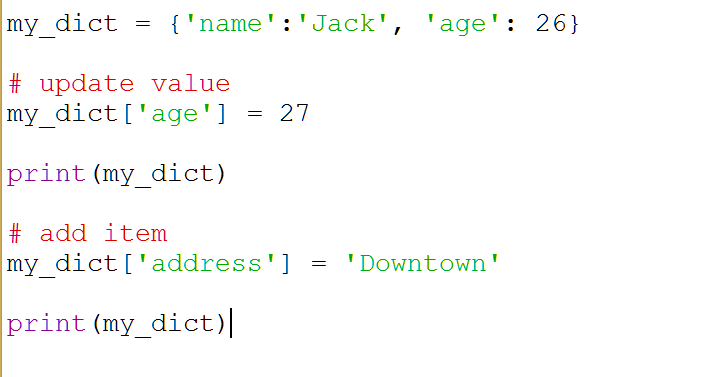 my_dict = {'name':'Jack', 'age': 26}
# update value
my_dict['age'] = 27
print(my_dict)
# add item
my_dict['address'] = 'Downtown'
print(my_dict)